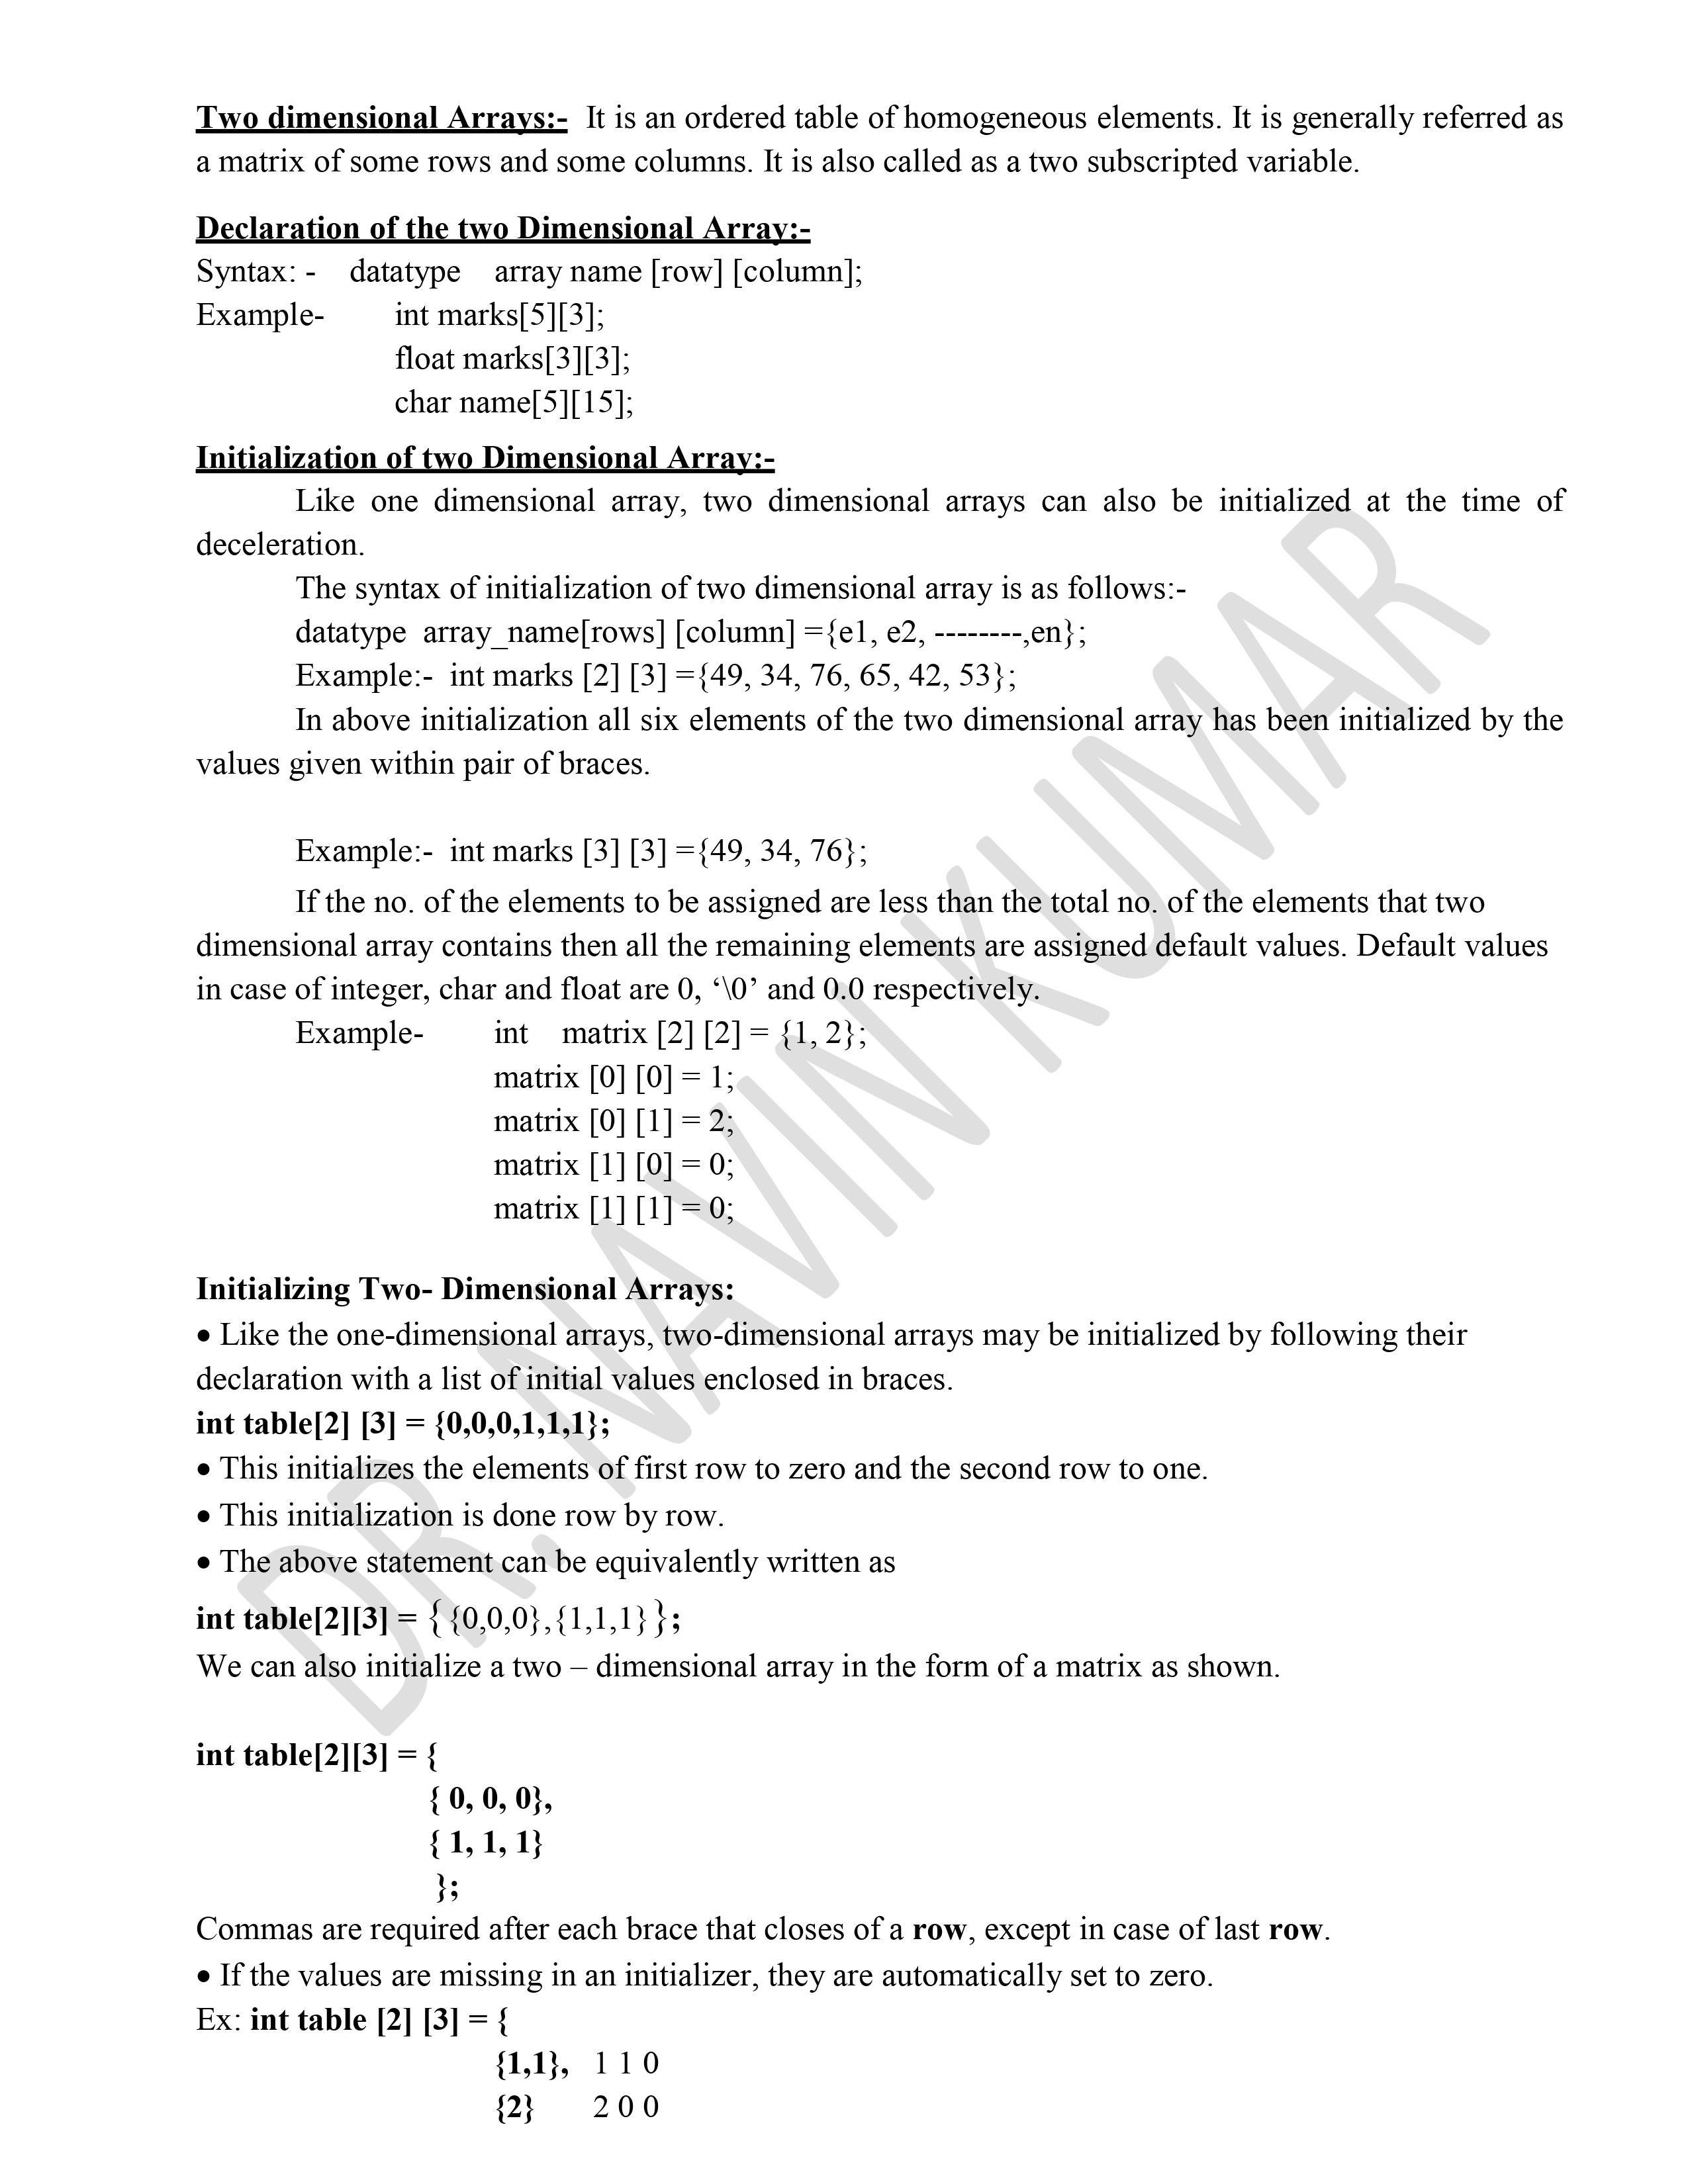 Two dimensional Arrays:- It is an ordered table of homogeneous elements. It is generally referred as
a matrix of some rows and some columns. It is also called as a two subscripted variable.
Declaration of the two Dimensional Array:-
Syntax: - datatype array name [row] [column];
Example- int marks[5][3];
float marks[3][3];
char name[5][15];
Initialization of two Dimensional Array:-
Like one dimensional array, two dimensional arrays can also be initialized at the time of
deceleration.
The syntax of initialization of two dimensional array is as follows:-
datatype array_name[rows] [column] ={e1, e2, --------,en};
Example:- int marks [2] [3] ={49, 34, 76, 65, 42, 53};
In above initialization all six elements of the two dimensional array has been initialized by the
values given within pair of braces.
Example:- int marks [3] [3] ={49, 34, 76};
If the no. of the elements to be assigned are less than the total no. of the elements that two
dimensional array contains then all the remaining elements are assigned default values. Default values
in case of integer, char and float are 0, ‘\0’ and 0.0 respectively.
Example- int matrix [2] [2] = {1, 2};
matrix [0] [0] = 1;
matrix [0] [1] = 2;
matrix [1] [0] = 0;
matrix [1] [1] = 0;
Initializing Two- Dimensional Arrays:
• Like the one-dimensional arrays, two-dimensional arrays may be initialized by following their
declaration with a list of initial values enclosed in braces.
int table[2] [3] = {0,0,0,1,1,1};
• This initializes the elements of first row to zero and the second row to one.
• This initialization is done row by row.
• The above statement can be equivalently written as
int table[2][3] = {{0,0,0},{1,1,1}};
We can also initialize a two – dimensional array in the form of a matrix as shown.
int table[2][3] = {
{ 0, 0, 0},
{ 1, 1, 1}
};
Commas are required after each brace that closes of a row, except in case of last row.
• If the values are missing in an initializer, they are automatically set to zero.
Ex: int table [2] [3] = {
{1,1}, 1 1 0
{2} 2 0 0
DR. NAVIN KUMAR